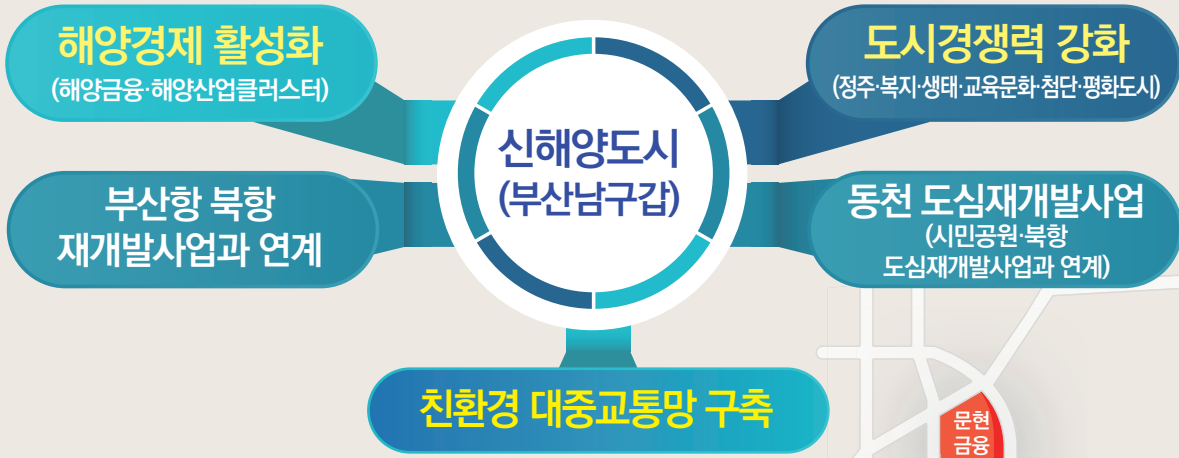 해양경제 활성화
(해양금융·해양산업클러스터)
도시경쟁력 강화
(정주·복지·생태·교육문화·첨단·평화도시)
신해양도시
(부산남구갑)
부산항 북항
재개발사업과 연계
동천 도심재개발사업
(시민공원·북항
도심재개발사업과 연계)
친환경 대중교통망 구축
문현
금융